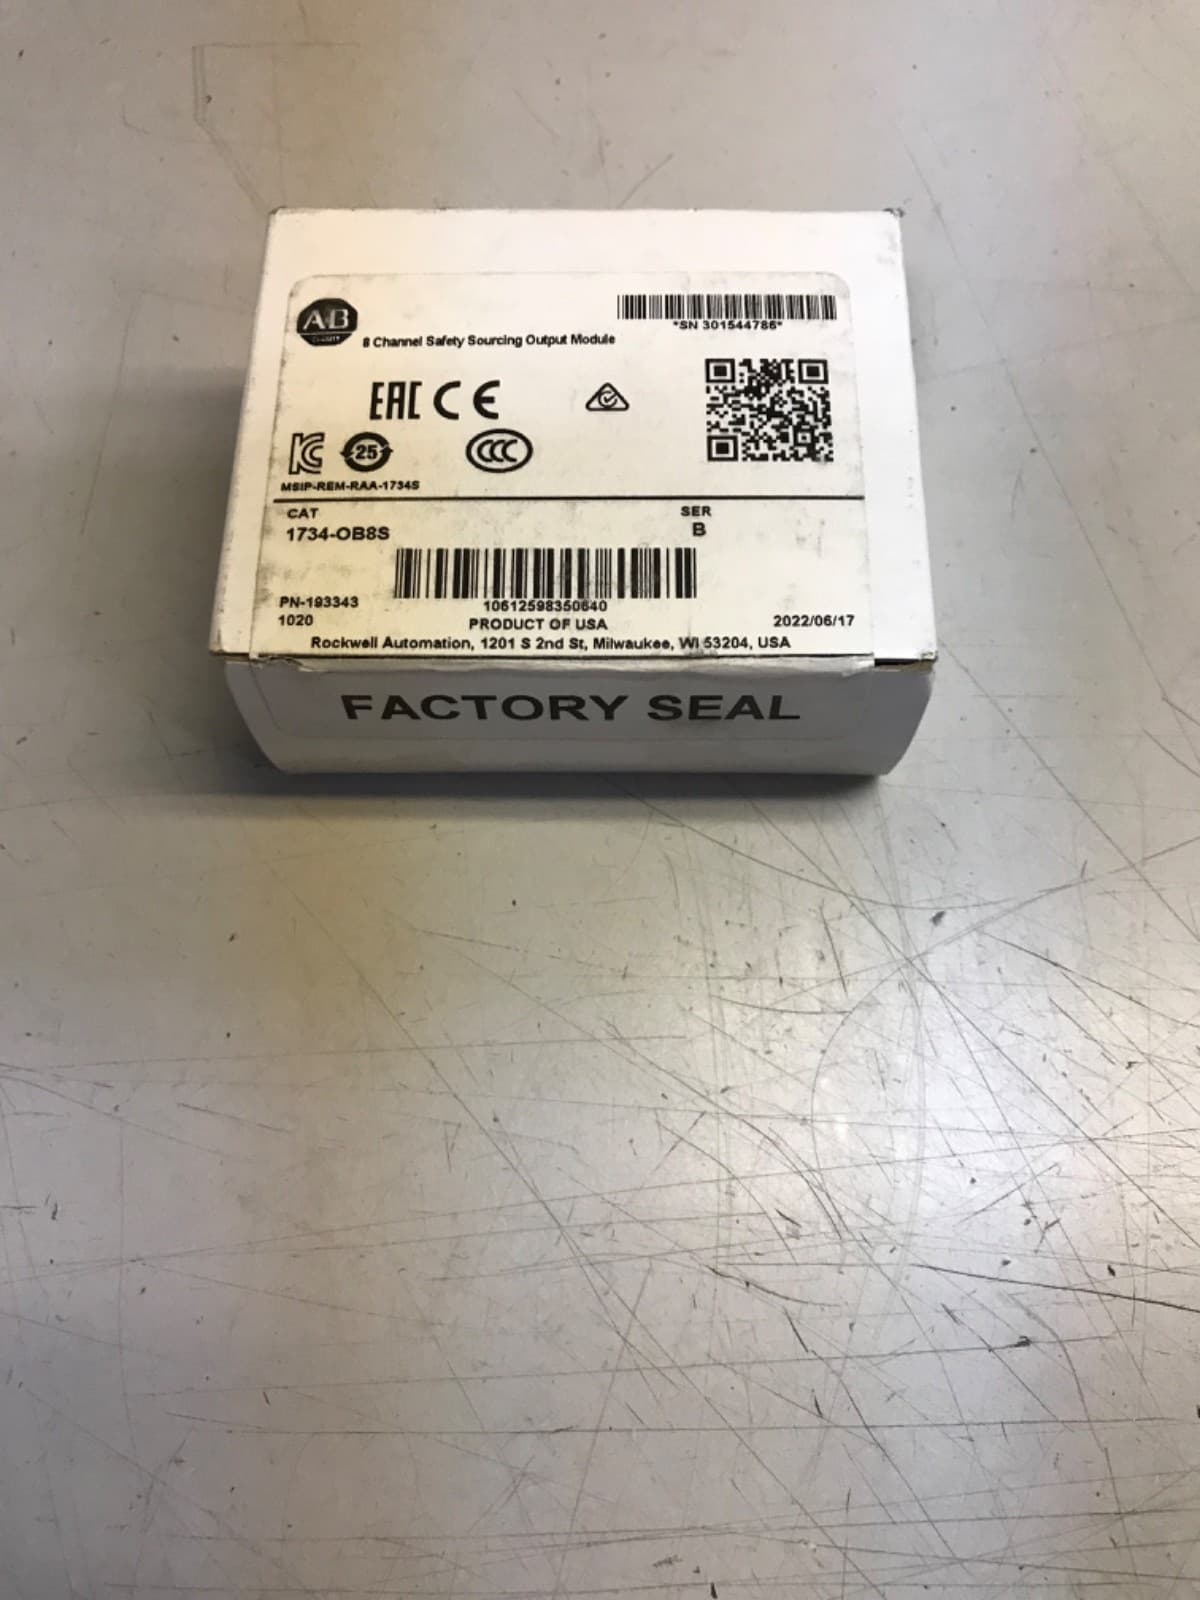 *SN 301544786*
AB
8 Channel Safety Sourcing Output Module
EAC CE
KC 25 CCC
MSIP-REM-RAA-1734S
CAT SER
1734-OB8S B
PN-193343 10612598350640
1020 PRODUCT OF USA 2022/06/17
Rockwell Automation, 1201 S 2nd St, Milwaukee, WI 53204, USA
FACTORY SEAL